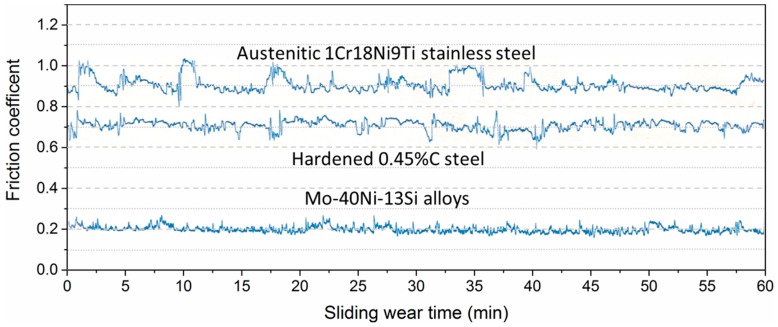 1.2
Austenitic 1Cr18Ni9Ti stainless steel
1.0
0.8
Friction coefficent
0.6
Hardened 0.45%C steel
0.4
Mo-40Ni-13Si alloys
0.2
0.0
0 5 10 15 20 25 30 35 40 45 50 55 60
Sliding wear time (min)